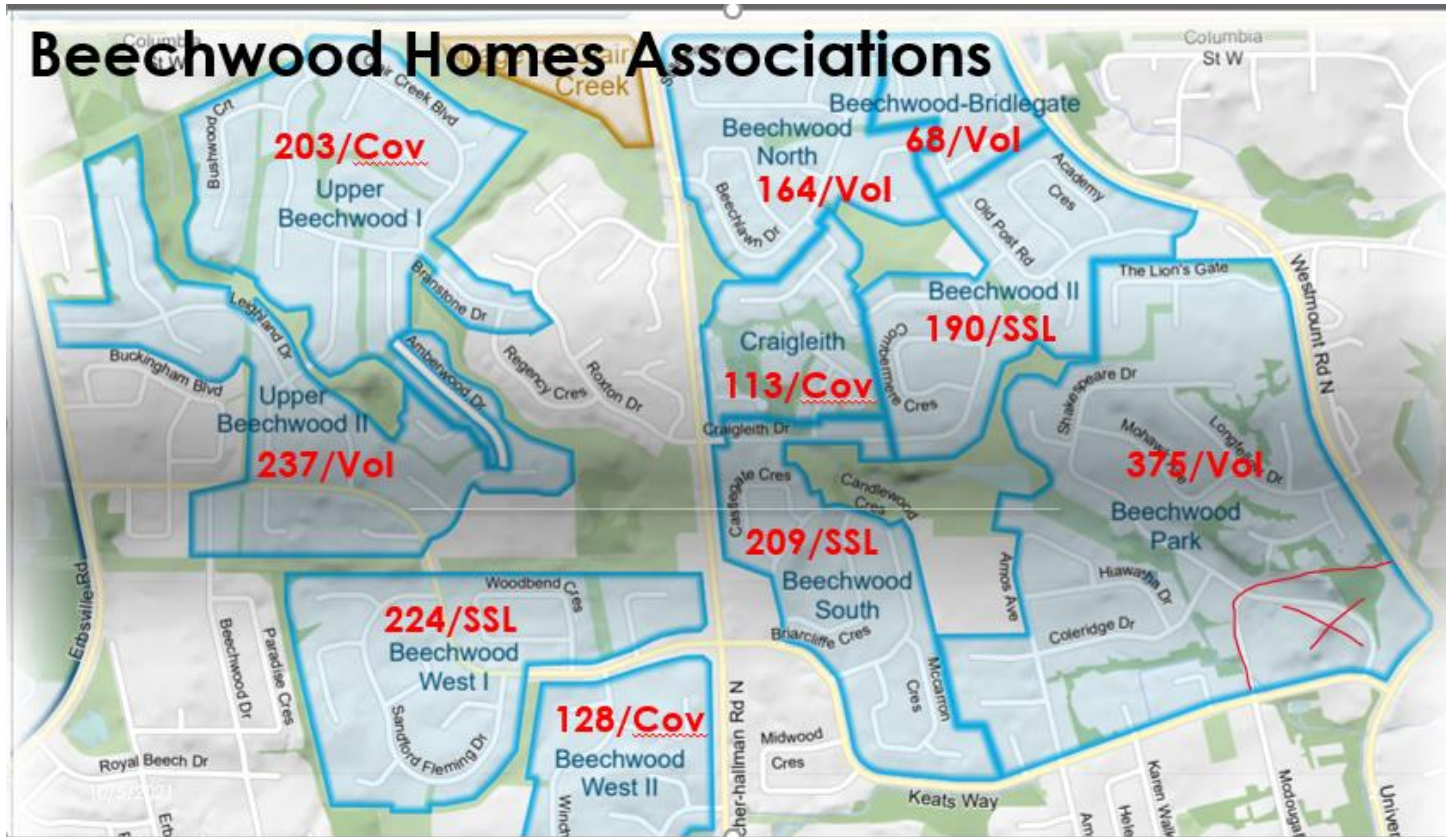 Beechwood Homes Associations
Columbia
St W
Clair Creek Blvd
Creek
Columbia
St W
Bushwood Crt
203/Cov
Upper
Beechwood I
Beechwood-Bridlegate
68/Vol
Beechwood
North
164/Vol
Beechlawn Dr
Academy
Cres
Old Post Rd
The Lion's Gate
Westmount Rd N
Branstone Dr
Leighland Dr
Beechwood II
190/SSL
Craigleith
113/Cov
Craigleith Dr
Buckingham Blvd
Upper
Beechwood II
237/Vol
Amberwood Dr
Regency Cres
Roxton Dr
Shakespeare Dr
375/Vol
Beechwood
Park
Castlegate Cres
Candlewood
Cres
209/SSL
Beechwood
South
Amos Ave
Hiawatha Dr
Coleridge Dr
Briarcliffe Cres
Mccarron
Cres
Erbsville Rd
Beechwood Dr
Paradise Cres
Woodbend
Cres
224/SSL
Beechwood
West I
Sandford Fleming Dr
128/Cov
Beechwood
West II
cher-hallman Rd N
Midwood
Cres
Keats Way
Karen Walk
Royal Beech Dr